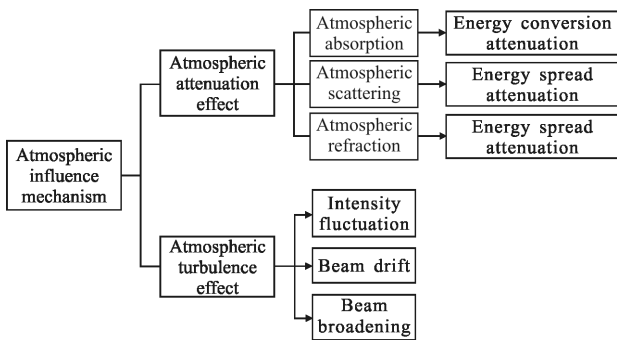 Atmospheric
influence
mechanism
Atmospheric
attenuation
effect
Atmospheric
absorption
Energy conversion
attenuation
Atmospheric
scattering
Energy spread
attenuation
Atmospheric
refraction
Energy spread
attenuation
Atmospheric
turbulence
effect
Intensity
fluctuation
Beam drift
Beam
broadening